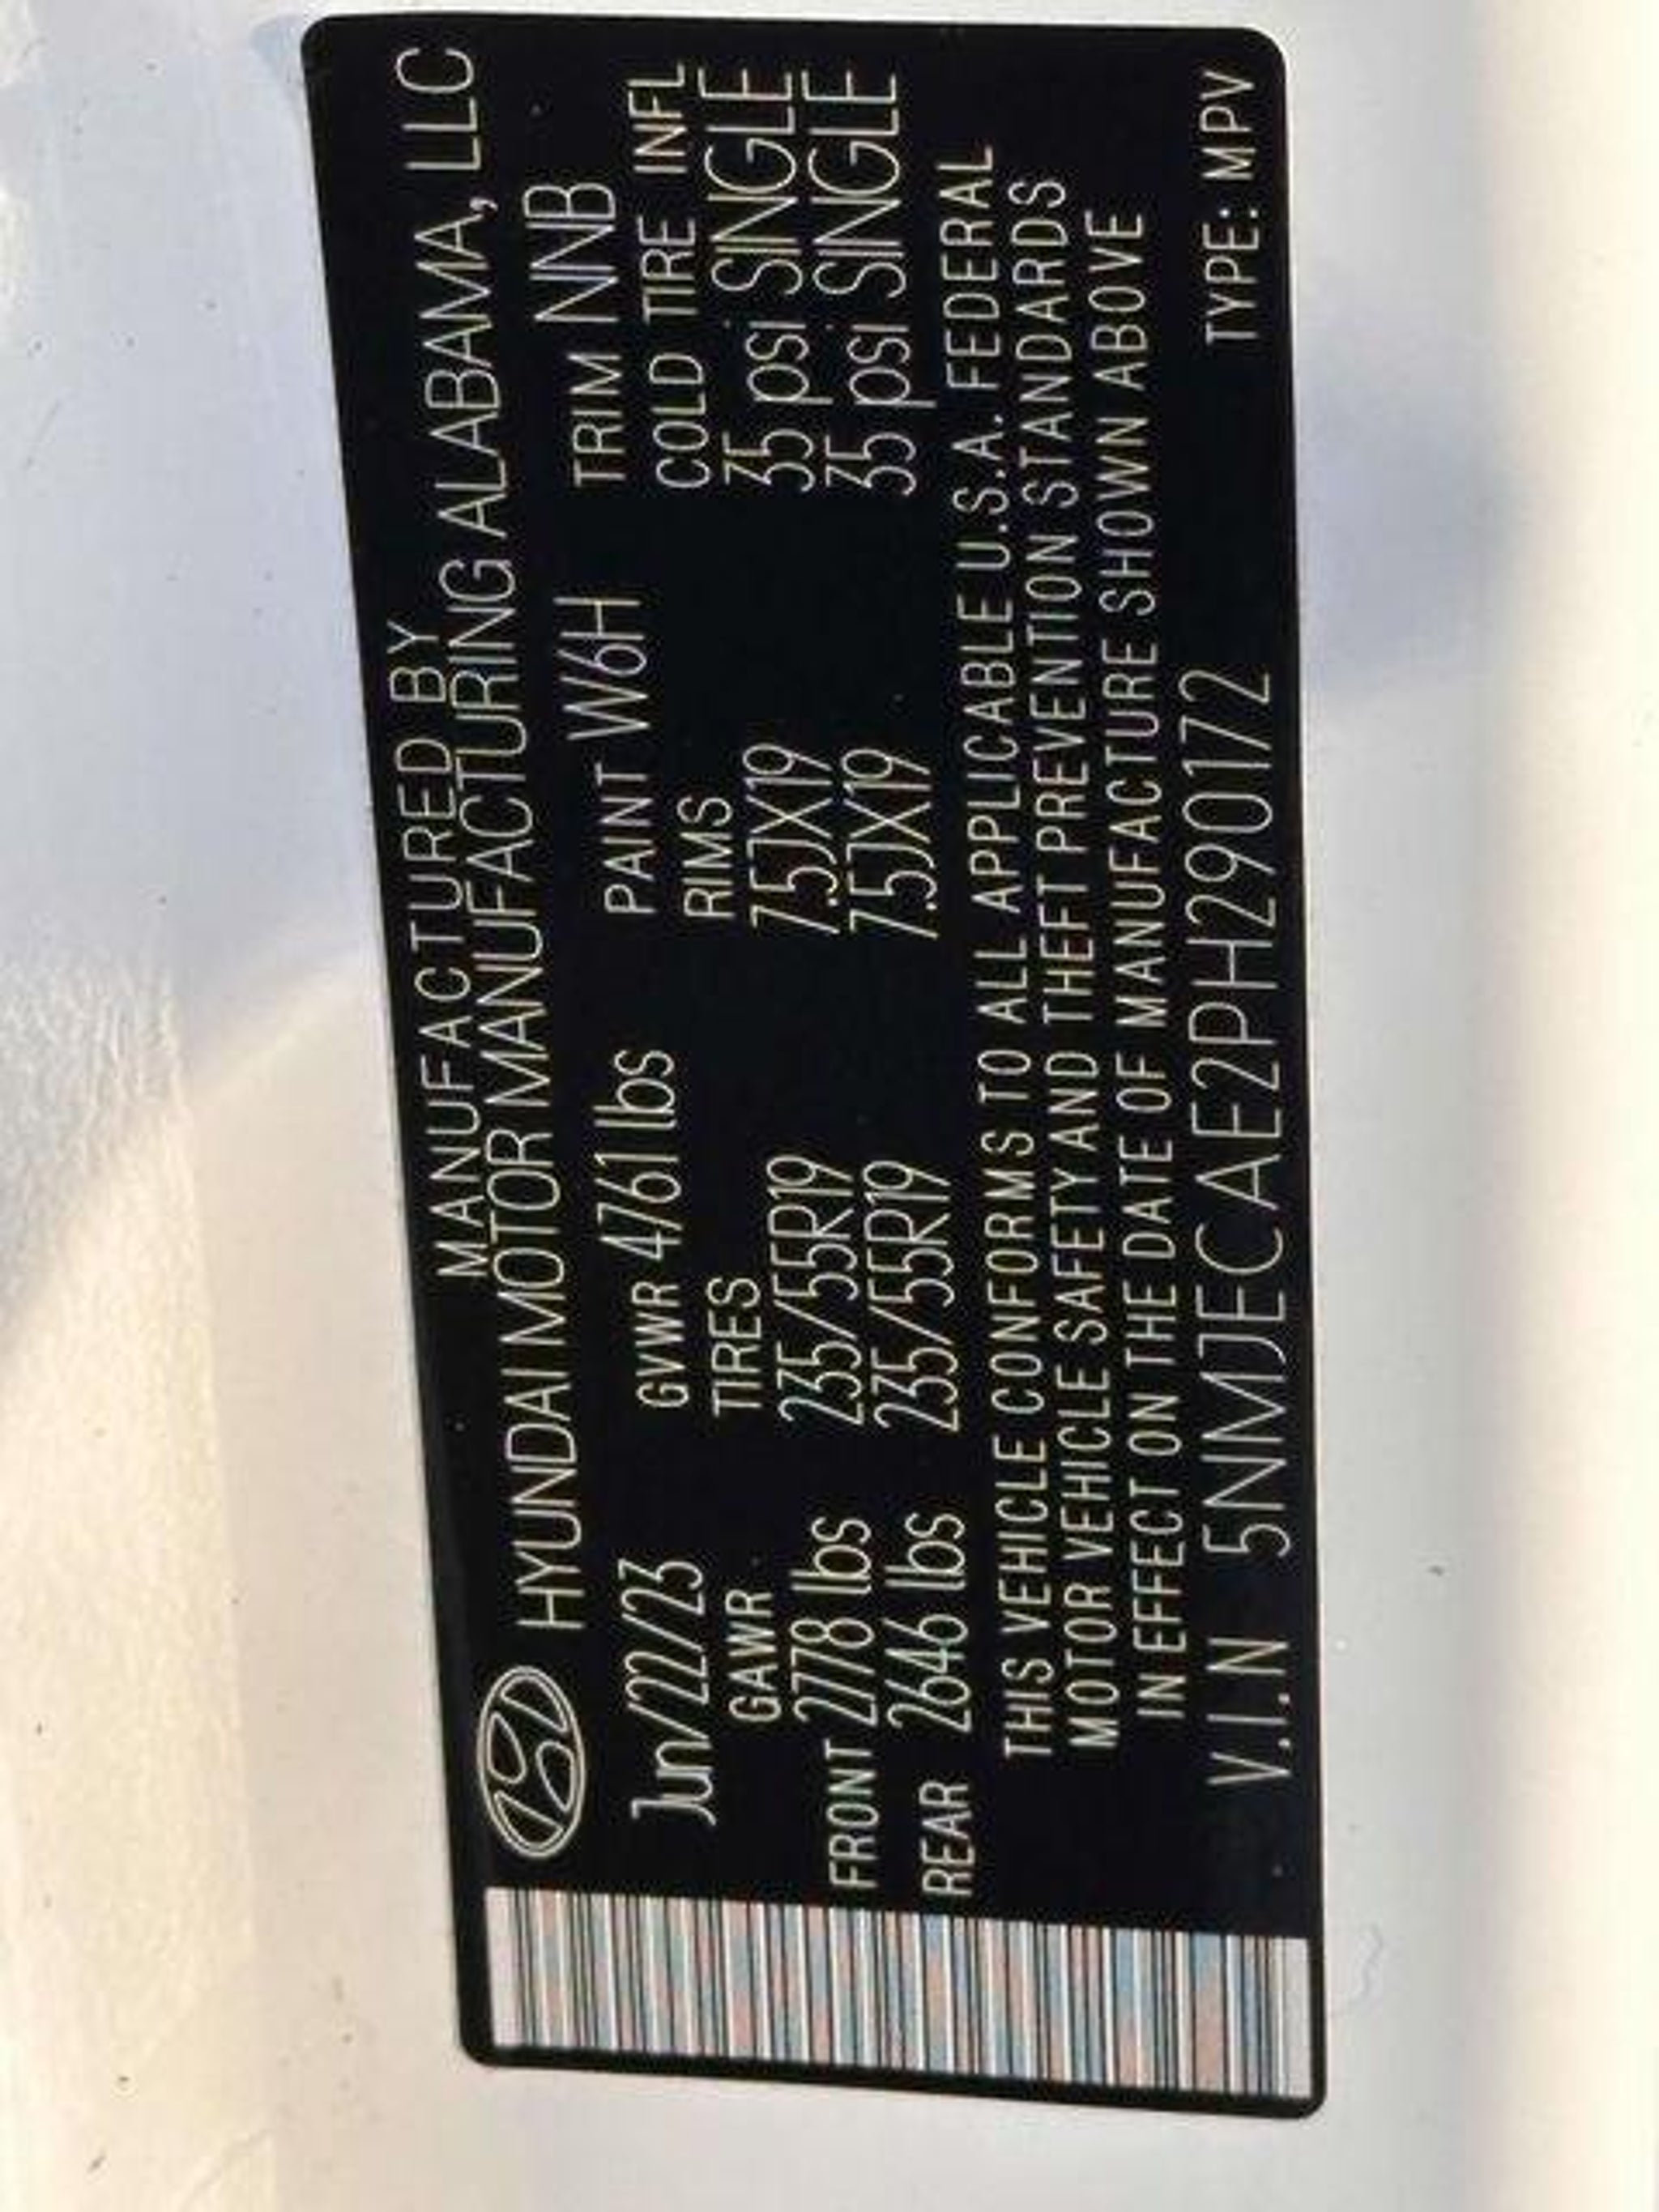 MANUFACTURED BY
HYUNDAI MOTOR MANUFACTURING ALABAMA, LLC
Jun/22/23 GVWR 4761 lbs PAINT W6H TRIM NNB
GAWR TIRES RIMS COLD TIRE INFL
FRONT 2778 lbs 235/55R19 7.5JX19 35 psi SINGLE
REAR 2646 lbs 235/55R19 7.5JX19 35 psi SINGLE
THIS VEHICLE CONFORMS TO ALL APPLICABLE U.S.A. FEDERAL
MOTOR VEHICLE SAFETY AND THEFT PREVENTION STANDARDS
IN EFFECT ON THE DATE OF MANUFACTURE SHOWN ABOVE
V.I.N 5NMJECAE2PH290172 TYPE: MPV